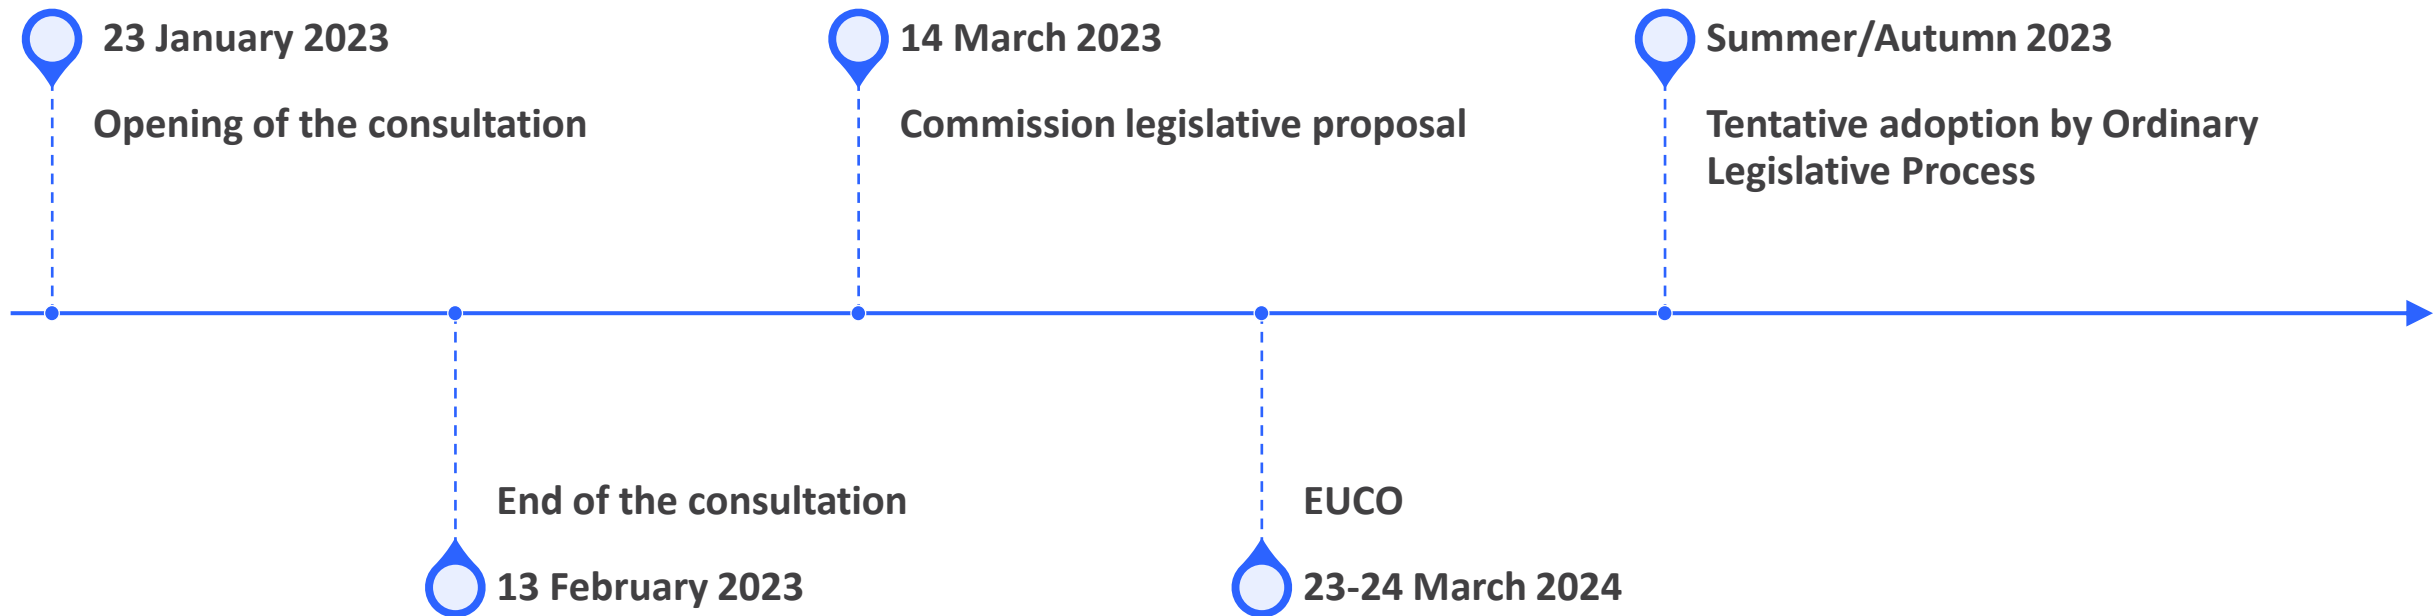 23 January 2023
Opening of the consultation
End of the consultation
13 February 2023
14 March 2023
Commission legislative proposal
EUCO
23-24 March 2024
Summer/Autumn 2023
Tentative adoption by Ordinary
Legislative Process